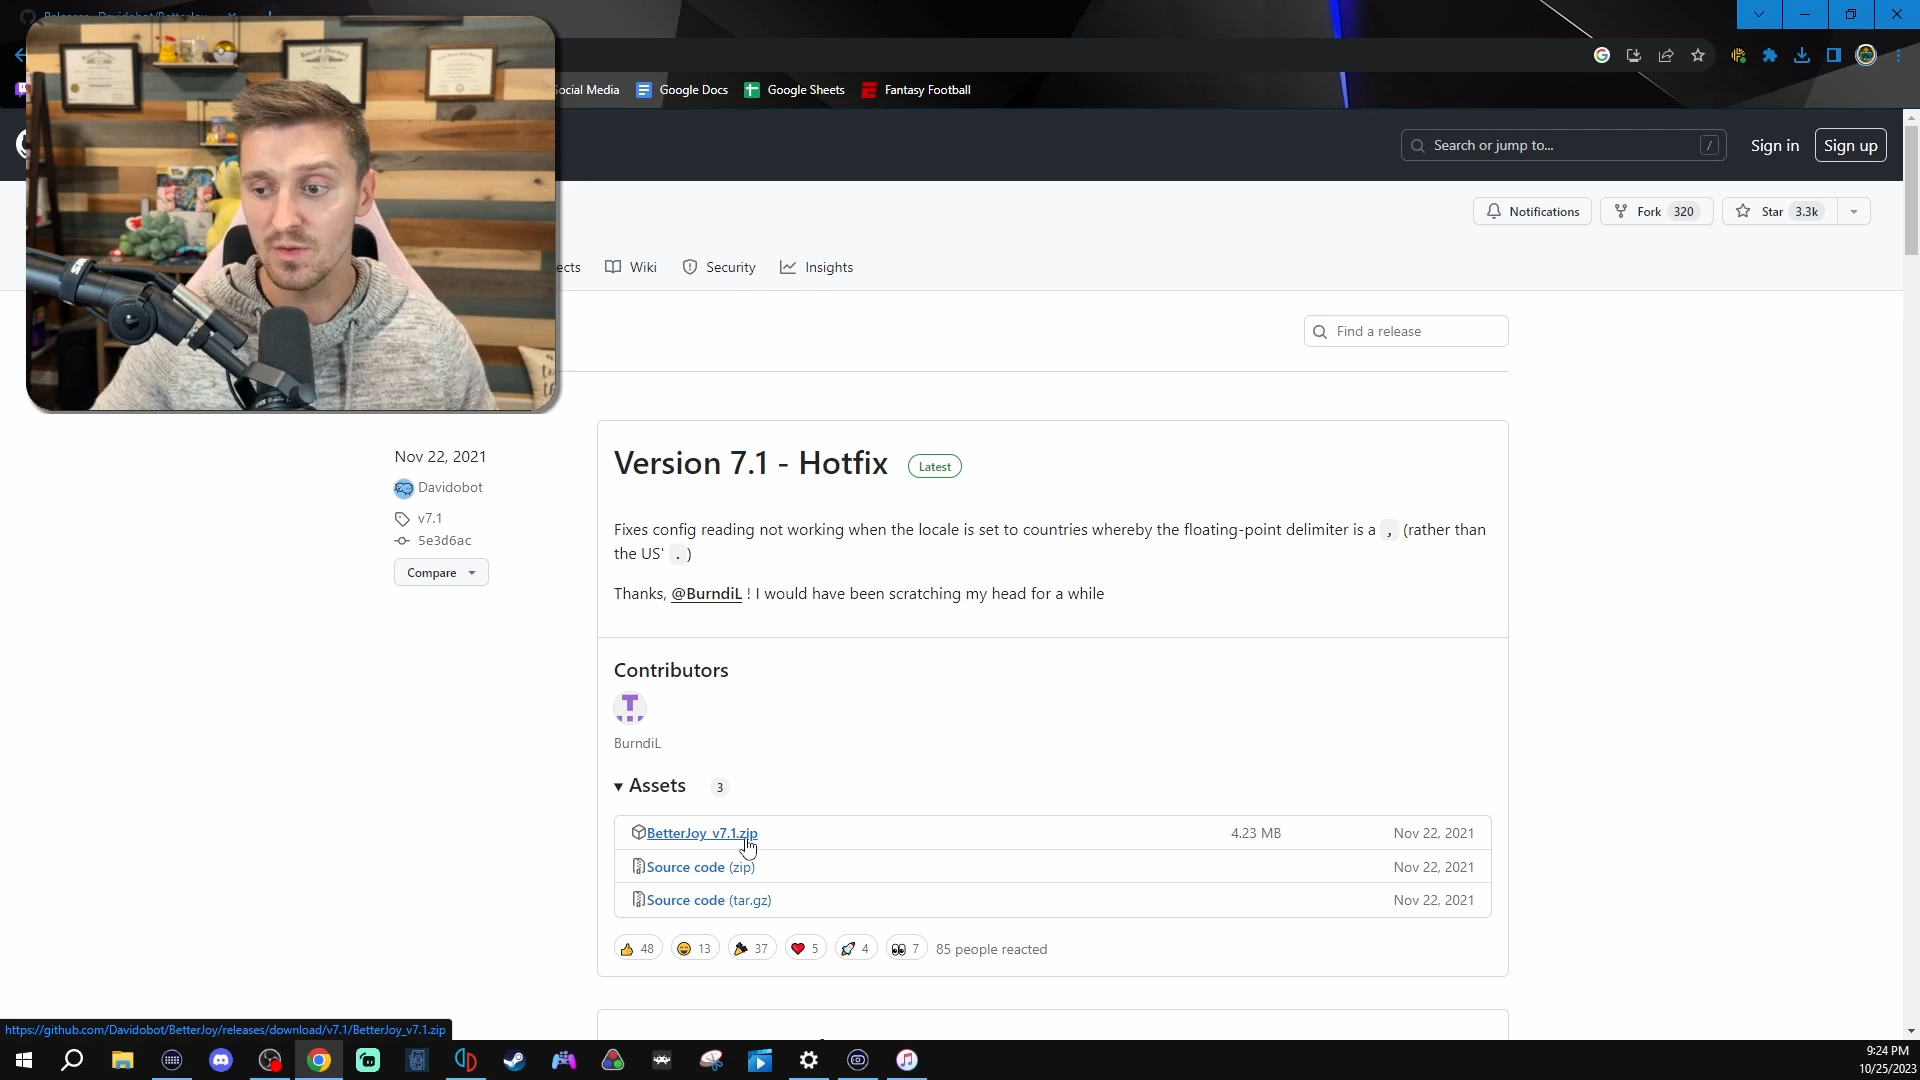 Social Media
Google Docs
Google Sheets
Fantasy Football
Search or jump to...
/
Sign in
Sign up
Notifications
Fork 320
Star 3.3k
ects
Wiki
Security
Insights
Find a release
Nov 22, 2021
Davidobot
v7.1
5e3d6ac
Compare
Version 7.1 - Hotfix
Latest
Fixes config reading not working when the locale is set to countries whereby the floating-point delimiter is a , (rather than
the US' . )
Thanks, @BurndiL ! I would have been scratching my head for a while
Contributors
BurndiL
Assets 3
BetterJoy_v7.1.zip 4.23 MB Nov 22, 2021
Source code (zip) Nov 22, 2021
Source code (tar.gz) Nov 22, 2021
48 13 37 5 4 7 85 people reacted
https://github.com/Davidobot/BetterJoy/releases/download/v7.1/BetterJoy_v7.1.zip
9:24 PM
10/25/2023